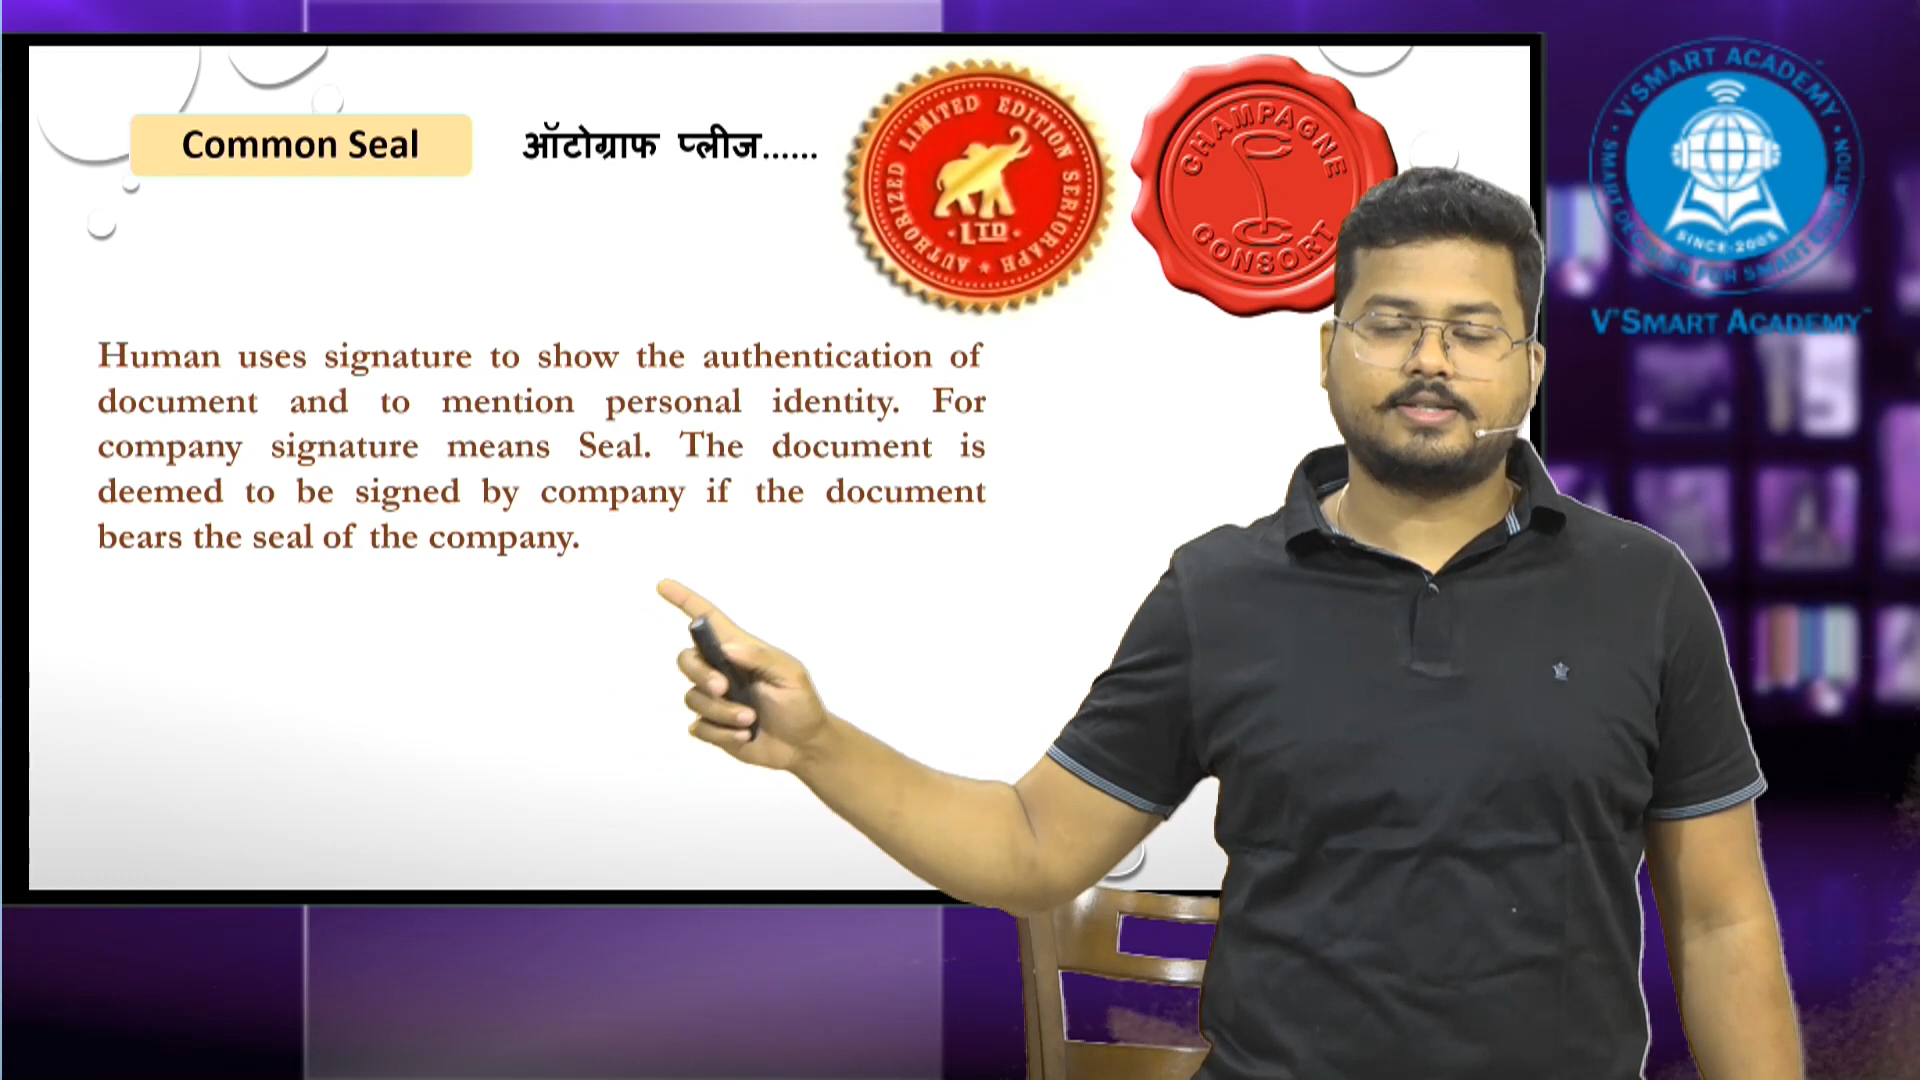 Common Seal
ऑटोग्राफ प्लीज......
AUTHORIZED LIMITED EDITION SERIGRAPH
LTD
CHAMPAGNE
CONSORT
Human uses signature to show the authentication of
document and to mention personal identity. For
company signature means Seal. The document is
deemed to be signed by company if the document
bears the seal of the company.
V'SMART ACADEMY
SINCE-2005
V'SMART ACADEMY